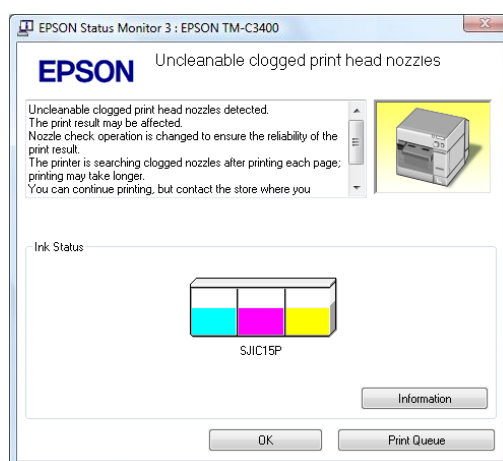 EPSON Status Monitor 3 : EPSON TM-C3400
EPSON
Uncleanable clogged print head nozzles
Uncleanable clogged print head nozzles detected.
The print result may be affected.
Nozzle check operation is changed to ensure the reliability of the
print result.
The printer is searching clogged nozzles after printing each page;
printing may take longer.
You can continue printing, but contact the store where you
Ink Status
SJIC15P
Information
OK
Print Queue